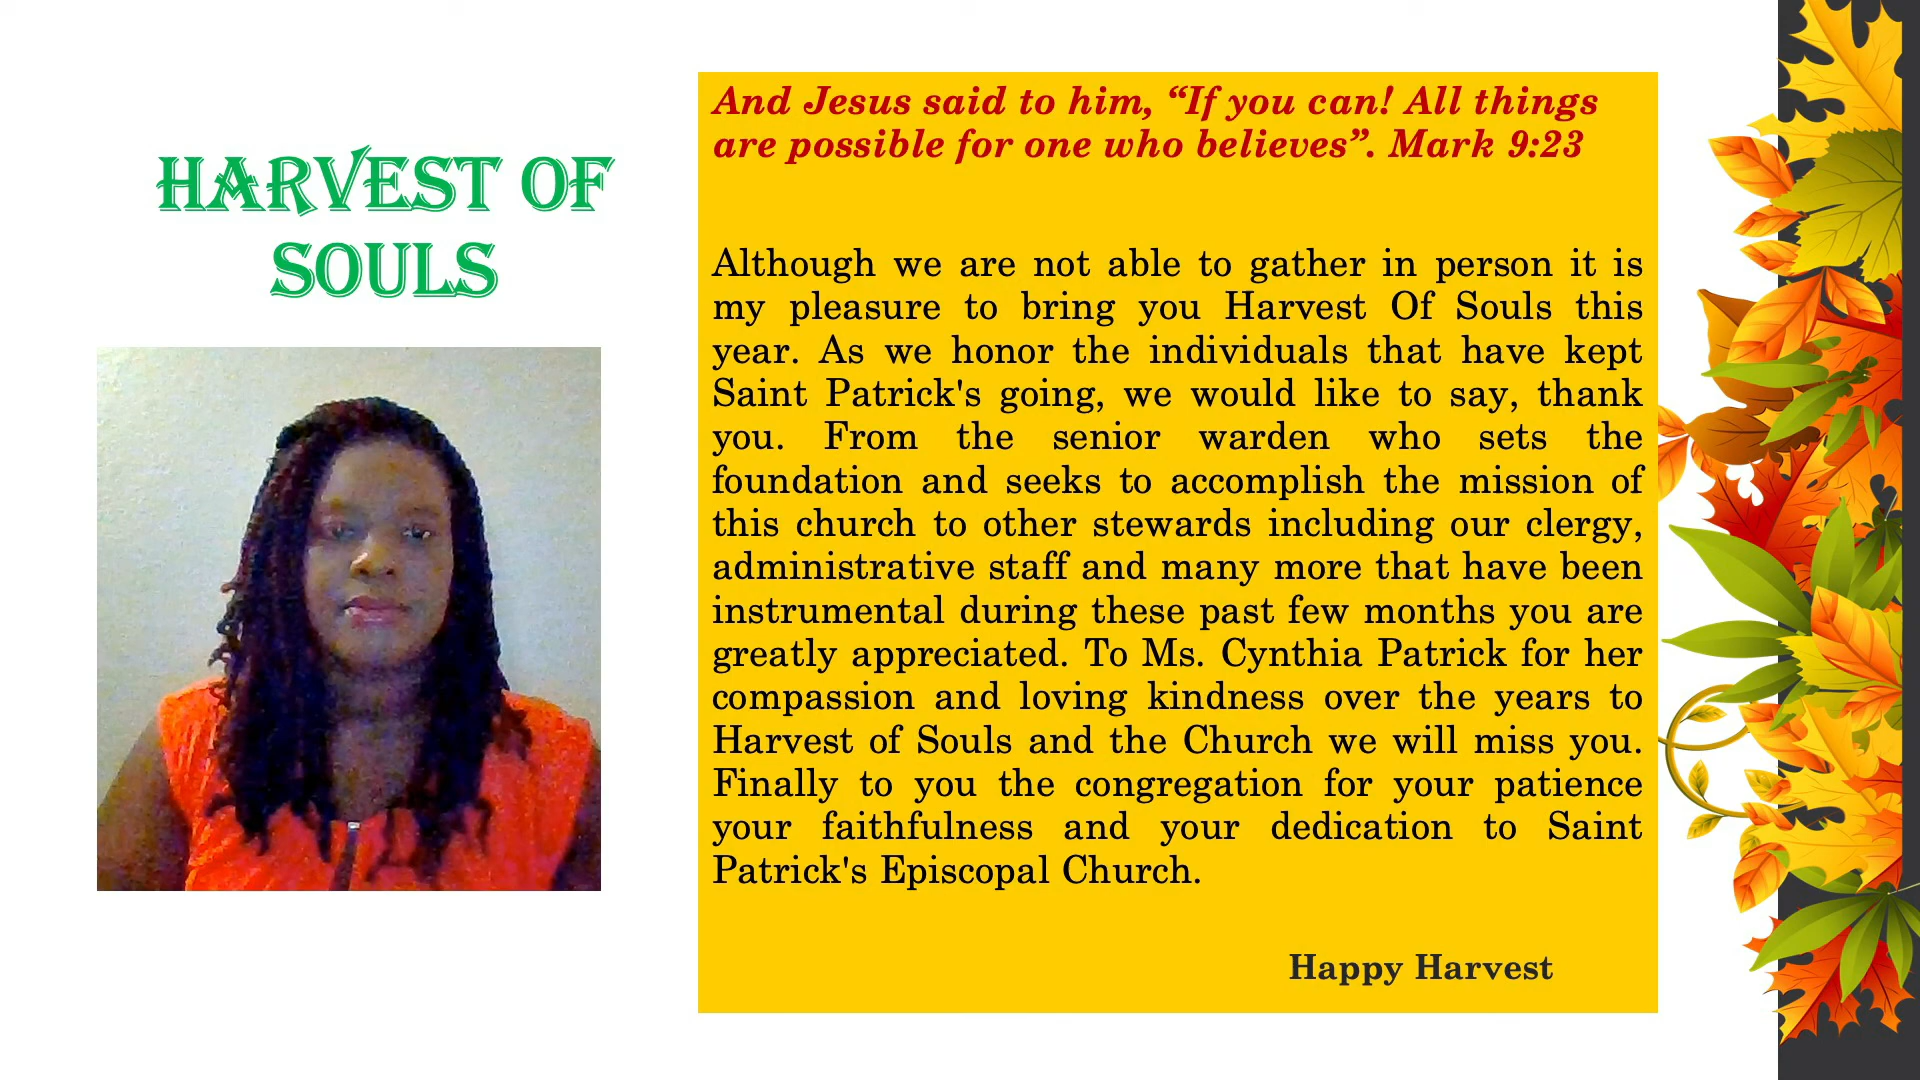 HARVEST OF
SOULS
And Jesus said to him, “If you can! All things
are possible for one who believes”. Mark 9:23
Although we are not able to gather in person it is
my pleasure to bring you Harvest Of Souls this
year. As we honor the individuals that have kept
Saint Patrick's going, we would like to say, thank
you. From the senior warden who sets the
foundation and seeks to accomplish the mission of
this church to other stewards including our clergy,
administrative staff and many more that have been
instrumental during these past few months you are
greatly appreciated. To Ms. Cynthia Patrick for her
compassion and loving kindness over the years to
Harvest of Souls and the Church we will miss you.
Finally to you the congregation for your patience
your faithfulness and your dedication to Saint
Patrick's Episcopal Church.
Happy Harvest